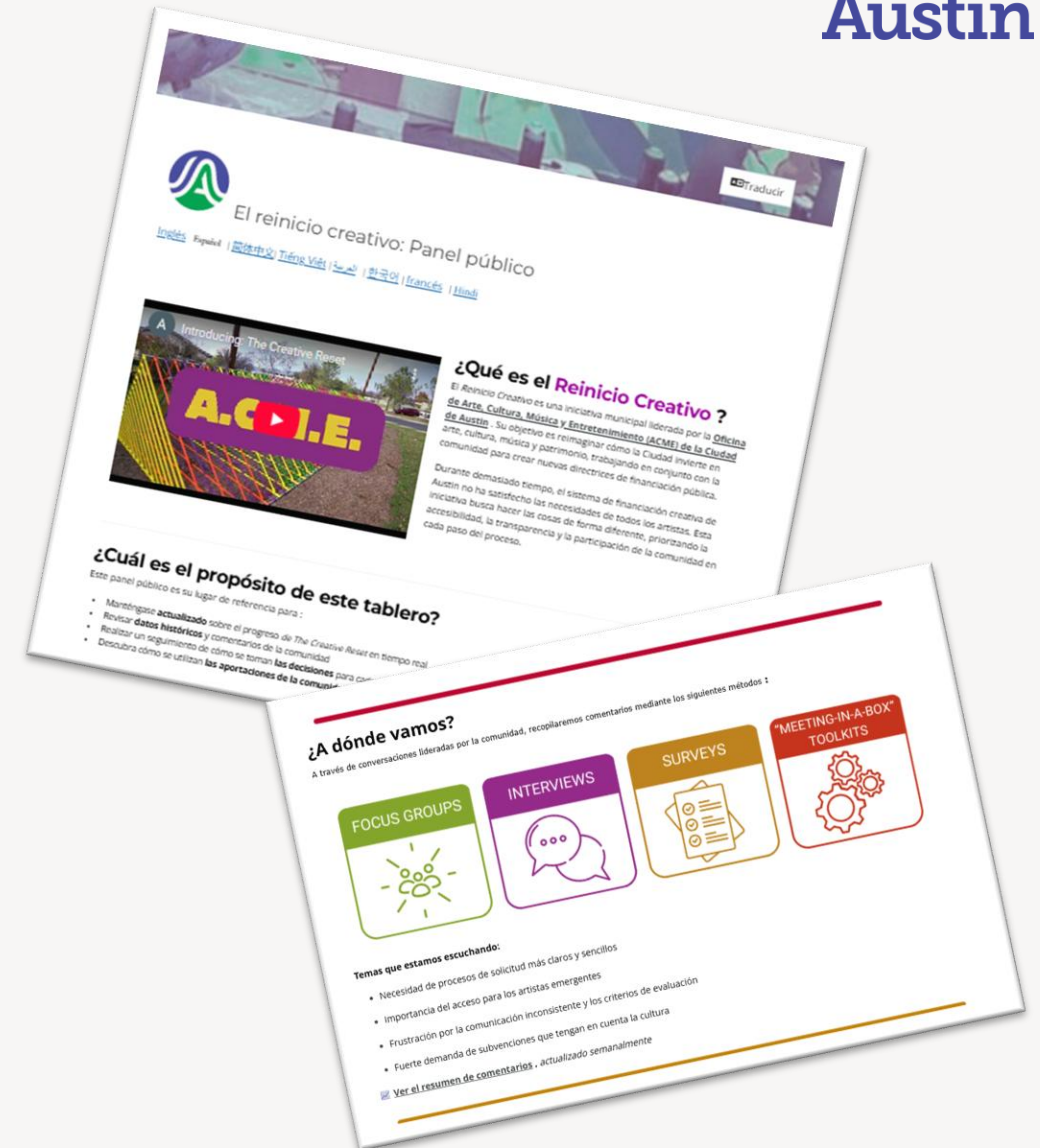 Austin
Traducir
El reinicio creativo: Panel público
Inglés Español | 简体中文| Tiếng Việt | العربية | 한국어 | francés | Hindi
A Introducing: The Creative Reset
A.C I.E.
¿Qué es el Reinicio Creativo ?
El Reinicio Creativo es una iniciativa municipal liderada por la Oficina
de Arte, Cultura, Música y Entretenimiento (ACME) de la Ciudad
de Austin . Su objetivo es reimaginar cómo la Ciudad invierte en
arte, cultura, música y patrimonio, trabajando en conjunto con la
comunidad para crear nuevas directrices de financiación pública.
Durante demasiado tiempo, el sistema de financiación creativa de
Austin no ha satisfecho las necesidades de todos los artistas. Esta
iniciativa busca hacer las cosas de forma diferente, priorizando la
accesibilidad, la transparencia y la participación de la comunidad en
cada paso del proceso.
¿Cuál es el propósito de este tablero?
Este panel público es su lugar de referencia para :
• Manténgase actualizado sobre el progreso de The Creative Reset en tiempo real
• Revisar datos históricos y comentarios de la comunidad
• Realizar un seguimiento de cómo se toman las decisiones para
• Descubra cómo se utilizan las aportaciones de la
¿A dónde vamos?
A través de conversaciones lideradas por la comunidad, recopilaremos comentarios mediante los siguientes métodos :
FOCUS GROUPS
INTERVIEWS
SURVEYS
"MEETING-IN-A-BOX"
TOOLKITS
Temas que estamos escuchando:
• Necesidad de procesos de solicitud más claros y sencillos
• Importancia del acceso para los artistas emergentes
• Frustración por la comunicación inconsistente y los criterios de evaluación
• Fuerte demanda de subvenciones que tengan en cuenta la cultura
Ver el resumen de comentarios , actualizado semanalmente